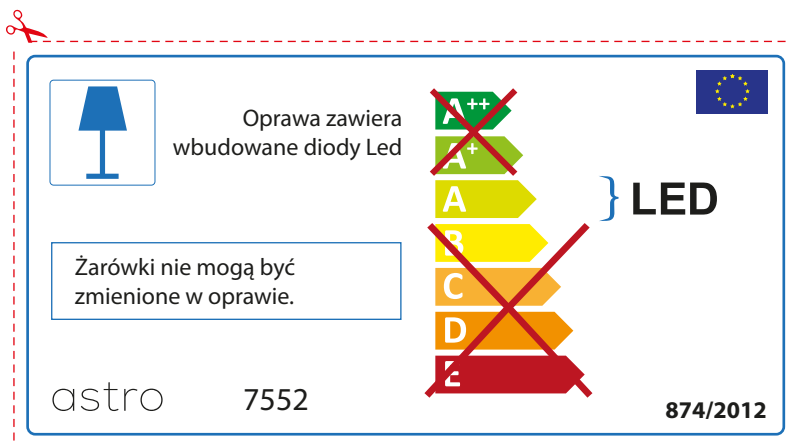 Oprawa zawiera
wbudowane diody Led
A++
A+
A
LED
B
Żarówki nie mogą być
zmienione w oprawie.
C
D
E
astro
7552
874/2012